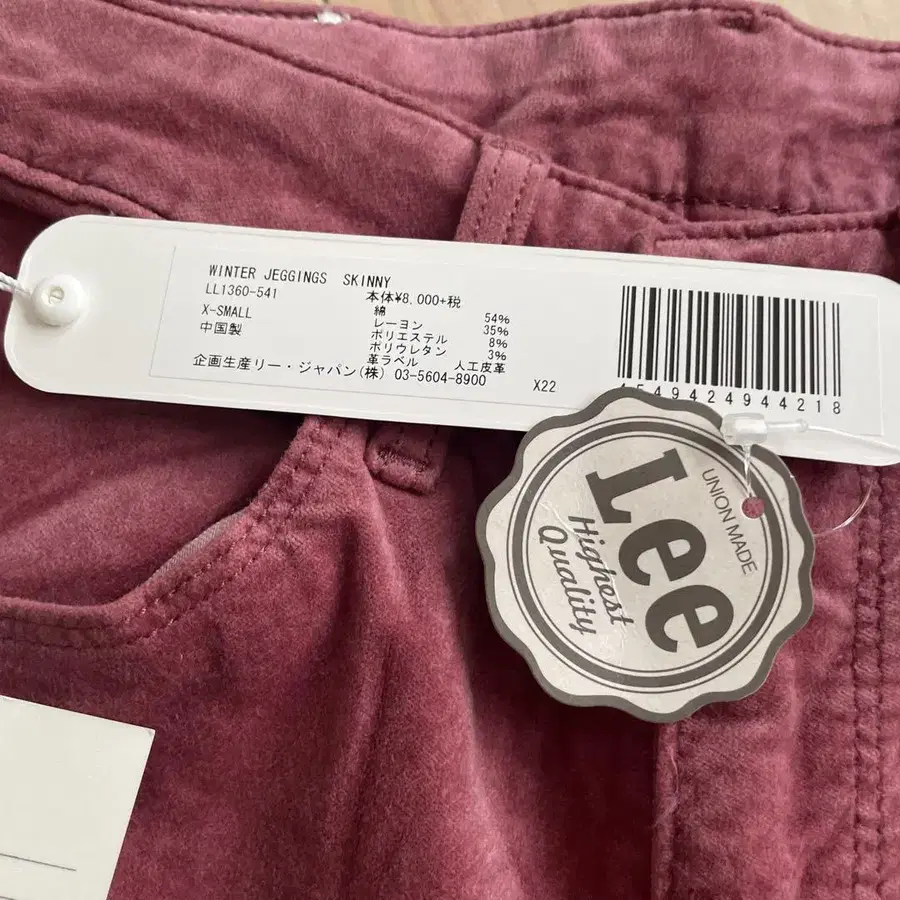 WINTER JEGGINGS SKINNY
LL1360-541 本体¥8,000+税
X-SMALL 綿 54%
中国製 レーヨン 35%
ポリエステル 8%
ポリウレタン 3%
革ラベル 人工皮革
企画生産リー・ジャパン(株) 03-5604-8900 X22
4549424944218
UNION MADE
Lee
Highest
Quality